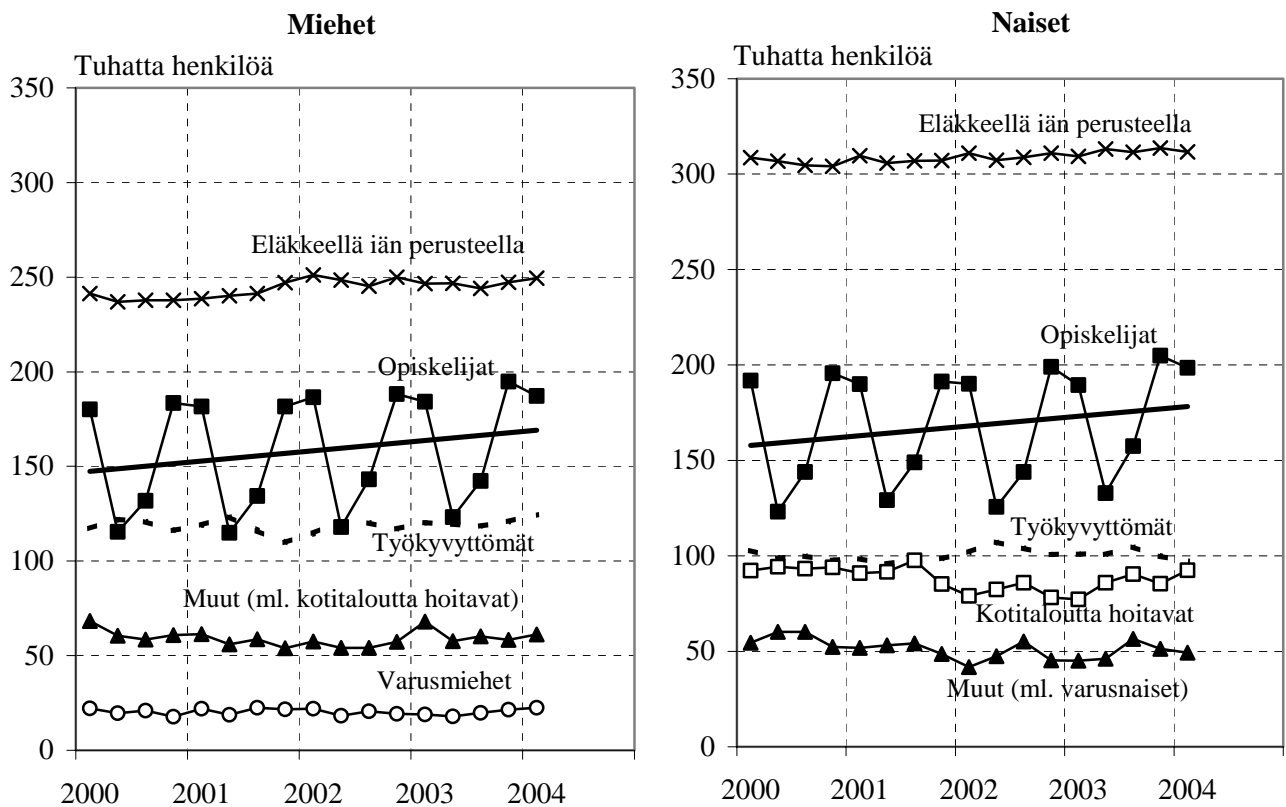 Miehet
Tuhatta henkilöä
350
300
250
200
150
100
50
0
Eläkkeellä iän perusteella
Opiskelijat
Työkyvyttömät
Muut (ml. kotitaloutta hoitavat)
Varusmiehet
2000 2001 2002 2003 2004
Naiset
Tuhatta henkilöä
350
300
250
200
150
100
50
0
Eläkkeellä iän perusteella
Opiskelijat
Työkyvyttömät
Kotitaloutta hoitavat
Muut (ml. varusnaiset)
2000 2001 2002 2003 2004